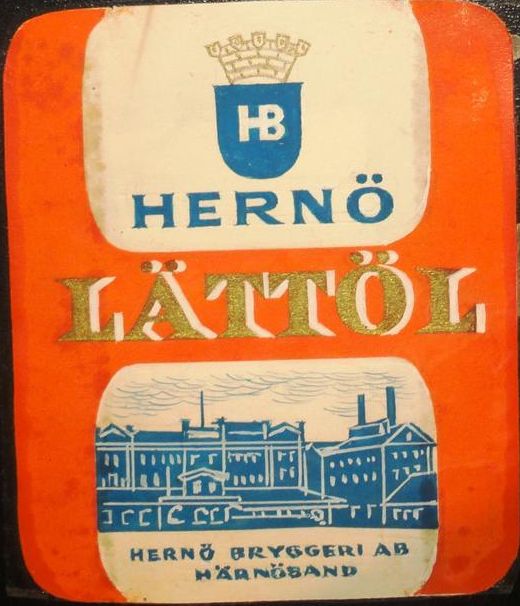 HB
HERNÖ
LÄTTÖL
HERNÖ BRYGGERI AB
HÄRNÖSAND